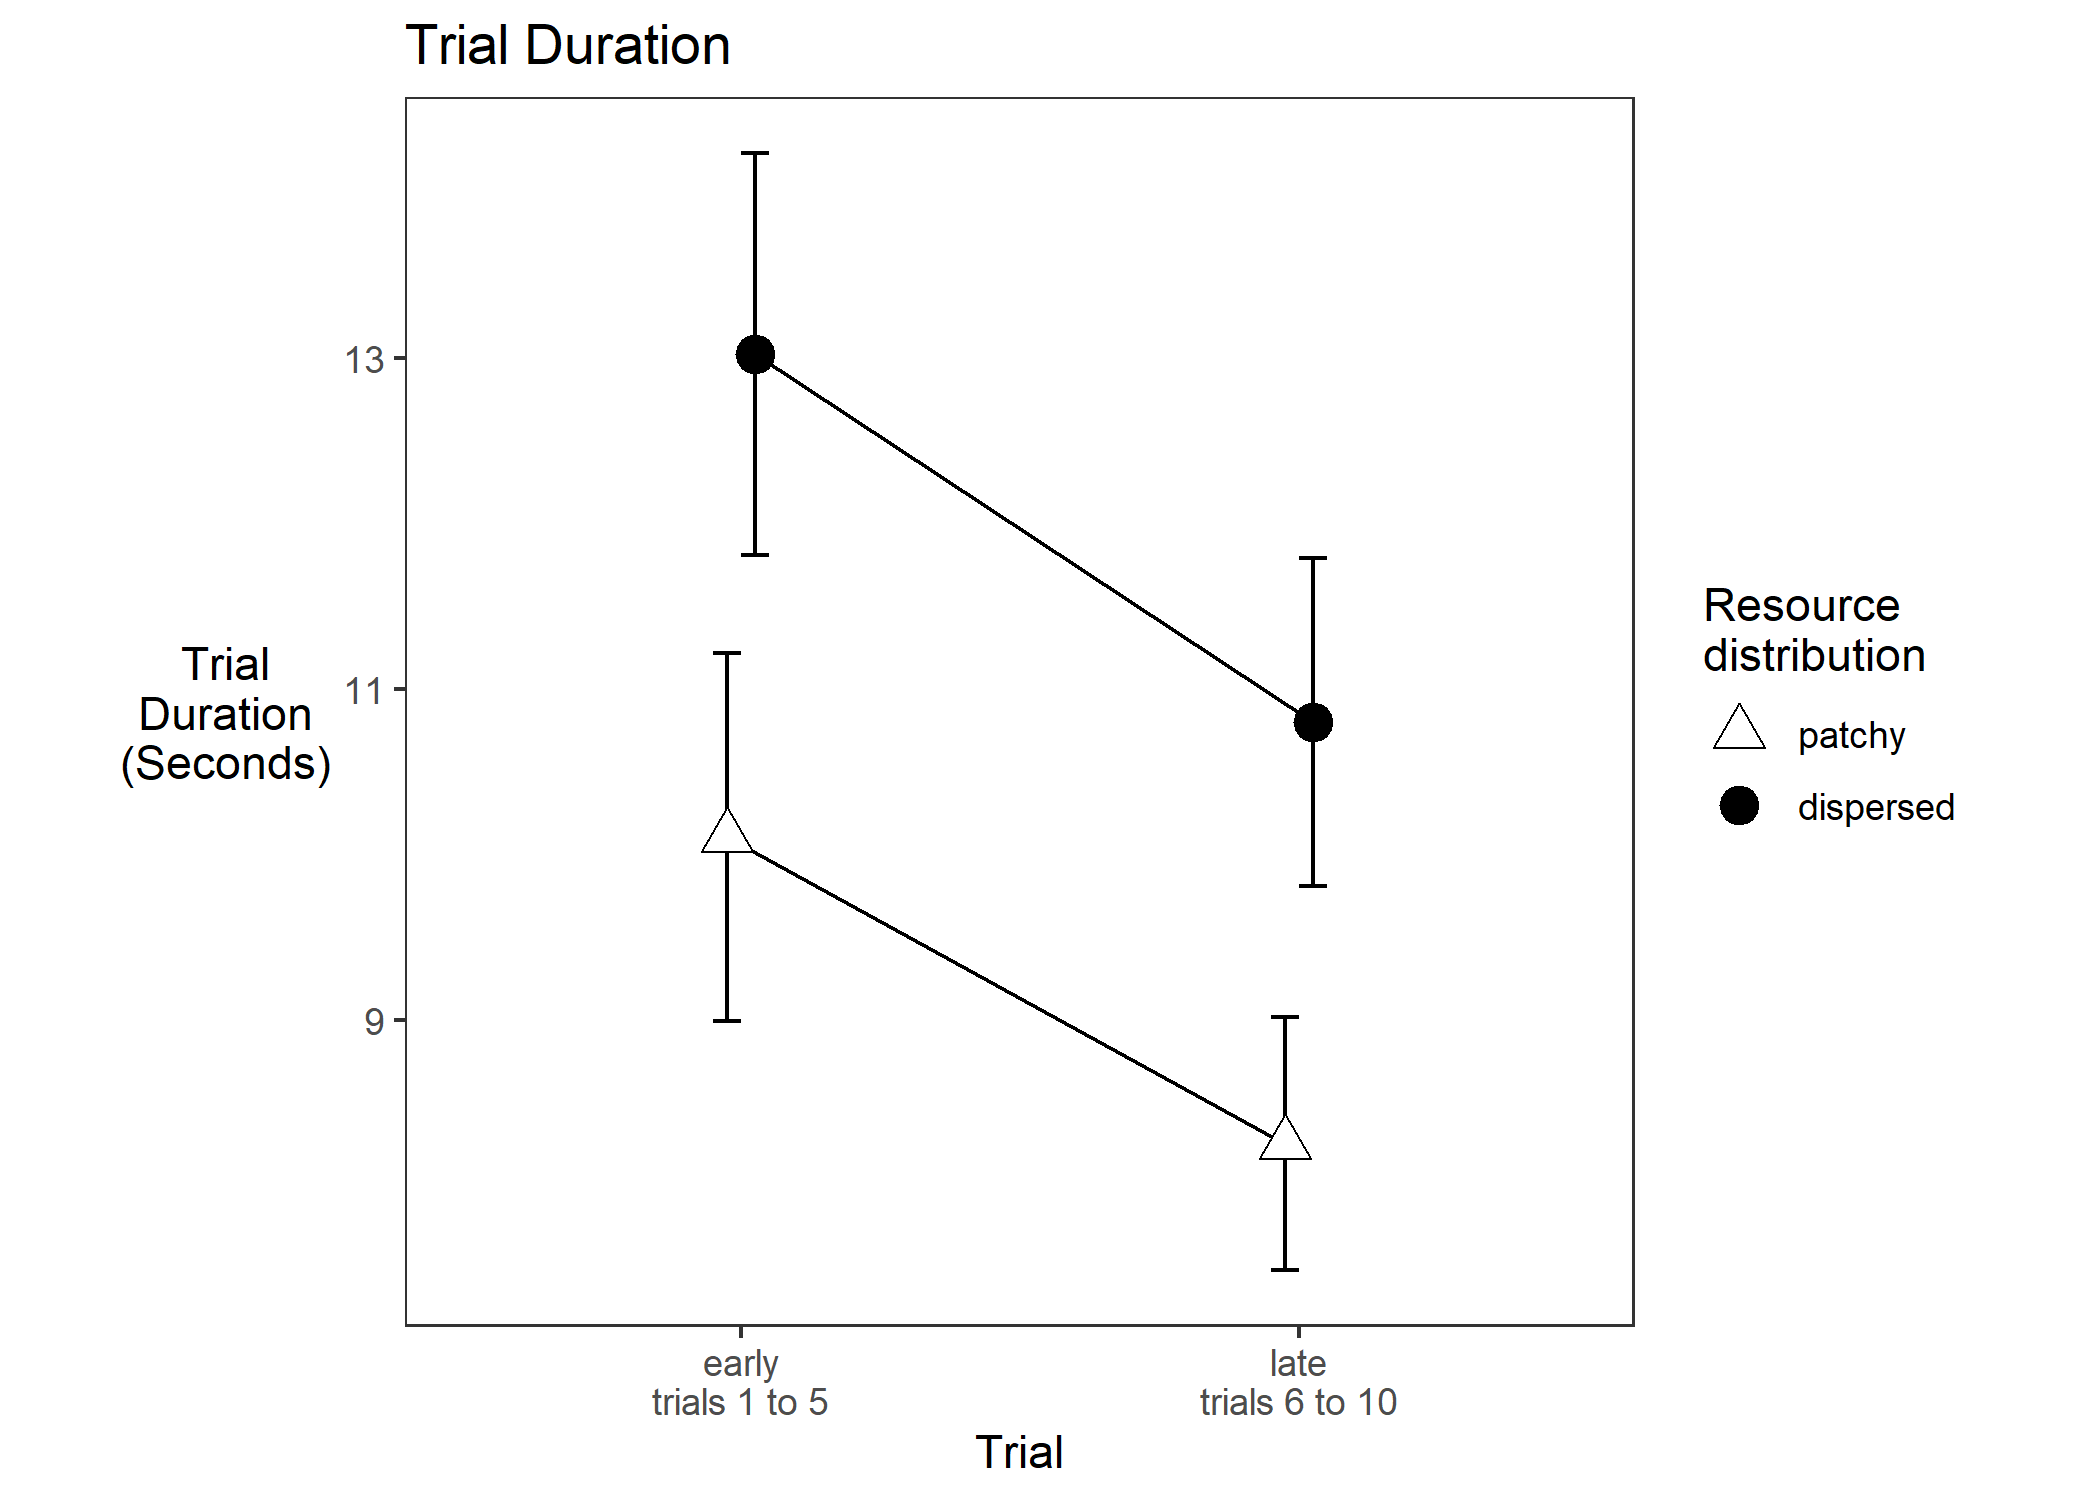 Trial Duration
13
11
9
Trial
Duration
(Seconds)
early
trials 1 to 5
late
trials 6 to 10
Trial
Resource
distribution
patchy
dispersed